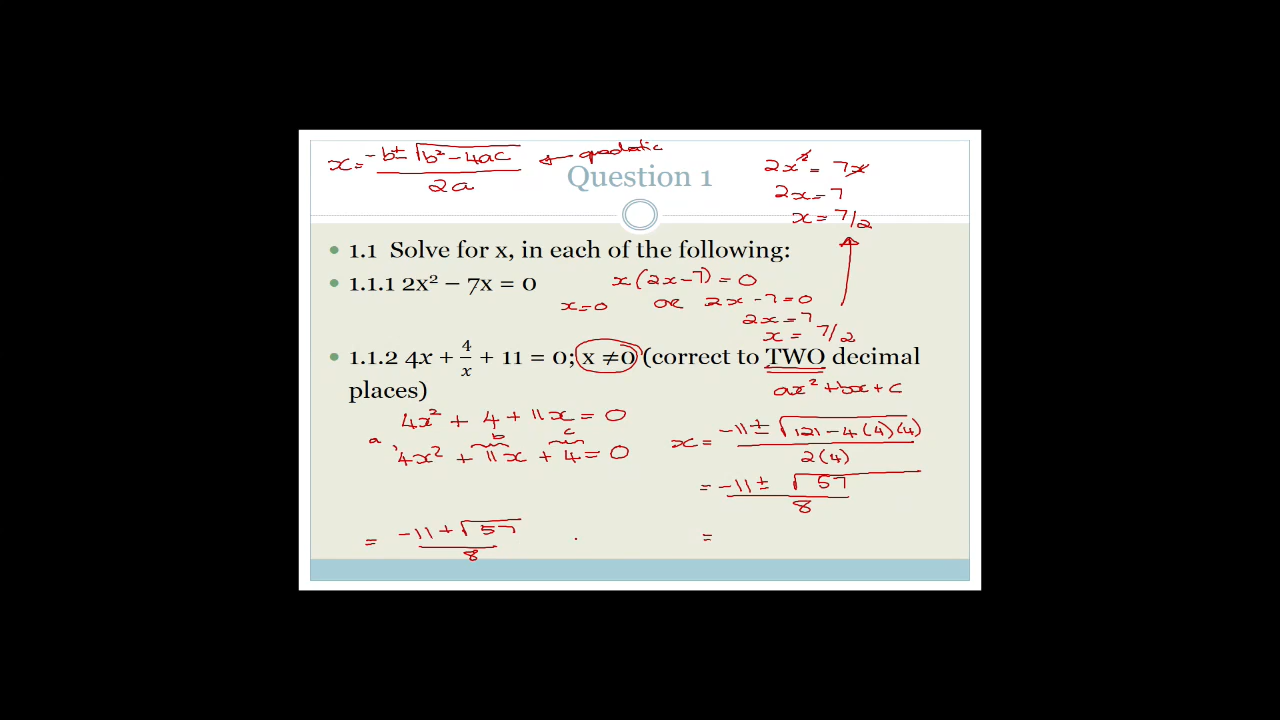 x = -b ± √b² - 4ac / 2a ← quadratic
Question 1
2x² = 7x
2x = 7
x = 7/2
• 1.1 Solve for x, in each of the following:
• 1.1.1 2x² − 7x = 0
x(2x-7) = 0
x=0 or 2x-7=0
2x=7
x = 7/2
• 1.1.2 4x + 4/x + 11 = 0; x ≠0 (correct to TWO decimal
places)
ax² + bx + c
4x² + 4 + 11x = 0
a b c
4x² + 11x + 4 = 0
x = -11 ± √121 - 4(4)(4) / 2(4)
= -11 ± √57 / 8
= -11 + √57 / 8
=